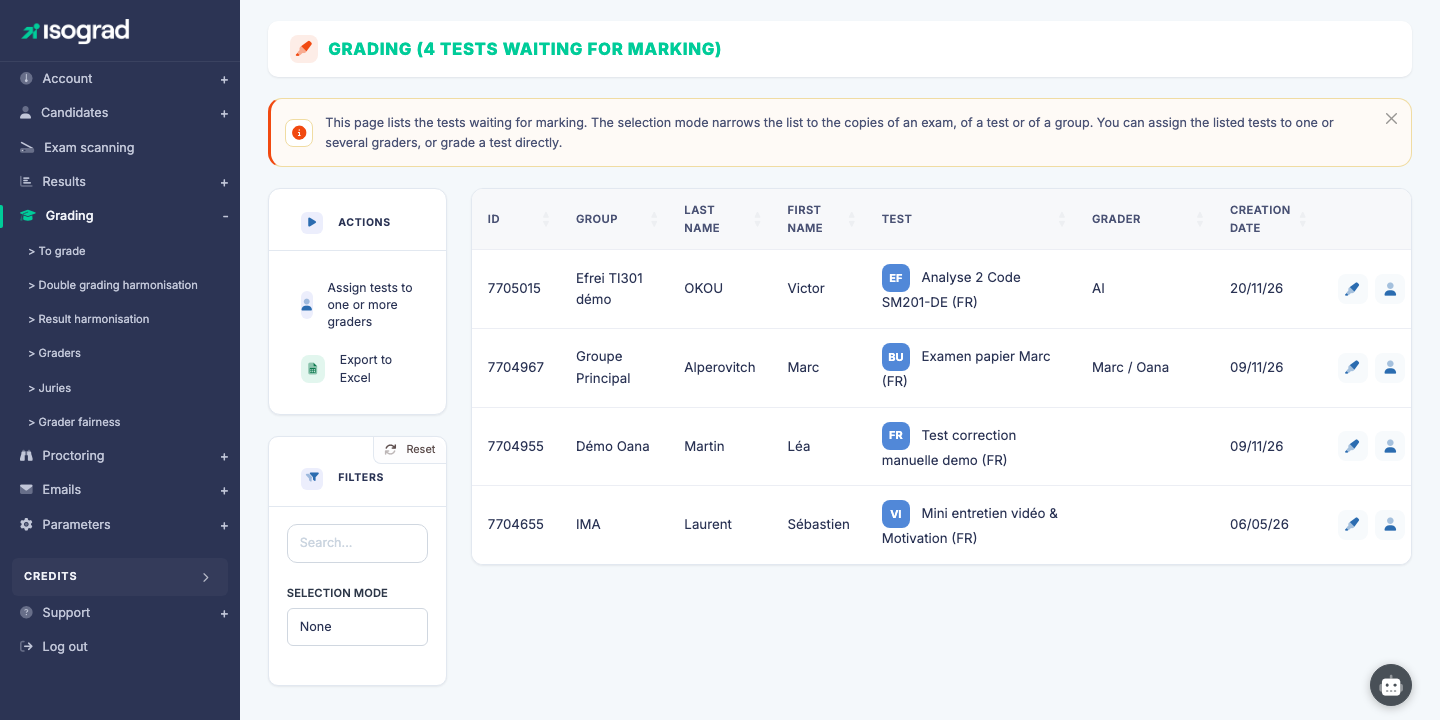 isograd
Account +
Candidates +
Exam scanning
Results +
Grading -
> To grade
> Double grading harmonisation
> Result harmonisation
> Graders
> Juries
> Grader fairness
Proctoring +
Emails +
Parameters +
CREDITS
Support +
Log out
GRADING (4 TESTS WAITING FOR MARKING)
This page lists the tests waiting for marking. The selection mode narrows the list to the copies of an exam, of a test or of a group. You can assign the listed tests to one or
several graders, or grade a test directly.
ACTIONS
Assign tests to
one or more
graders
Export to
Excel
Reset
FILTERS
Search...
SELECTION MODE
None
ID GROUP LAST NAME FIRST NAME TEST GRADER CREATION DATE
7705015 Efrei TI301 démo OKOU Victor EF Analyse 2 Code SM201-DE (FR) AI 20/11/26
7704967 Groupe Principal Alperovitch Marc BU Examen papier Marc (FR) Marc / Oana 09/11/26
7704955 Démo Oana Martin Léa FR Test correction manuelle demo (FR) 09/11/26
7704655 IMA Laurent Sébastien VI Mini entretien vidéo & Motivation (FR) 06/05/26